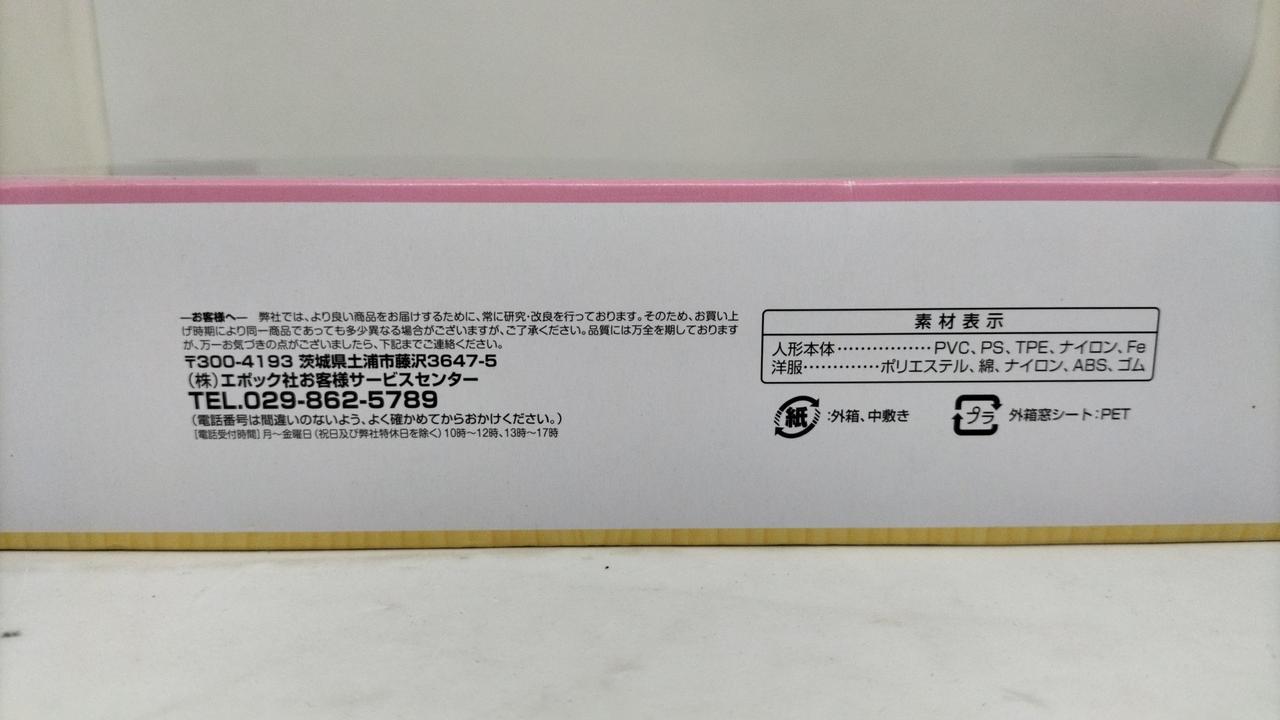 ―お客様へ― 弊社では、より良い商品をお届けするために、常に研究・改良を行っております。そのため、お買い上
げ時期により同一商品であっても多少異なる場合がございますが、ご了承ください。品質には万全を期しております
が、万一お気づきの点がございましたら、下記までご連絡ください。
〒300-4193 茨城県土浦市藤沢3647-5
(株)エポック社お客様サービスセンター
TEL.029-862-5789
(電話番号は間違いのないよう、よく確かめてからおかけください。)
[電話受付時間]月〜金曜日(祝日及び弊社特休日を除く)10時〜12時、13時〜17時
素材表示
人形本体················PVC、PS、TPE、ナイロン、Fe
洋服·············ポリエステル、綿、ナイロン、ABS、ゴム
紙:外箱、中敷き
プラ 外箱窓シート:PET